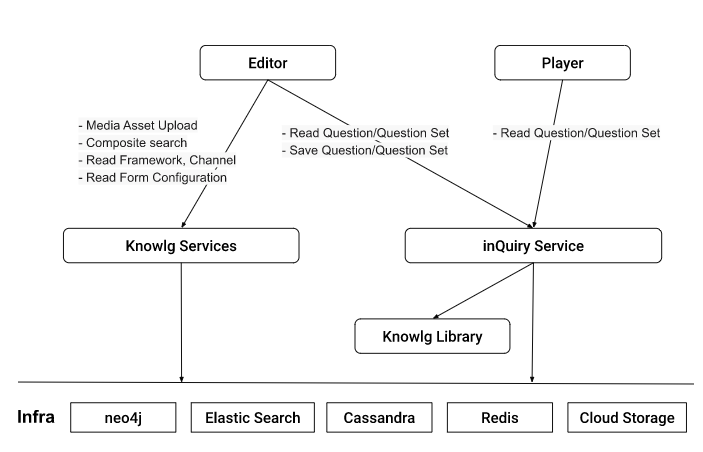 Editor
Player
- Media Asset Upload
- Composite search
- Read Framework, Channel
- Read Form Configuration
- Read Question/Question Set
- Save Question/Question Set
- Read Question/Question Set
Knowlg Services
inQuiry Service
Knowlg Library
Infra
neo4j
Elastic Search
Cassandra
Redis
Cloud Storage